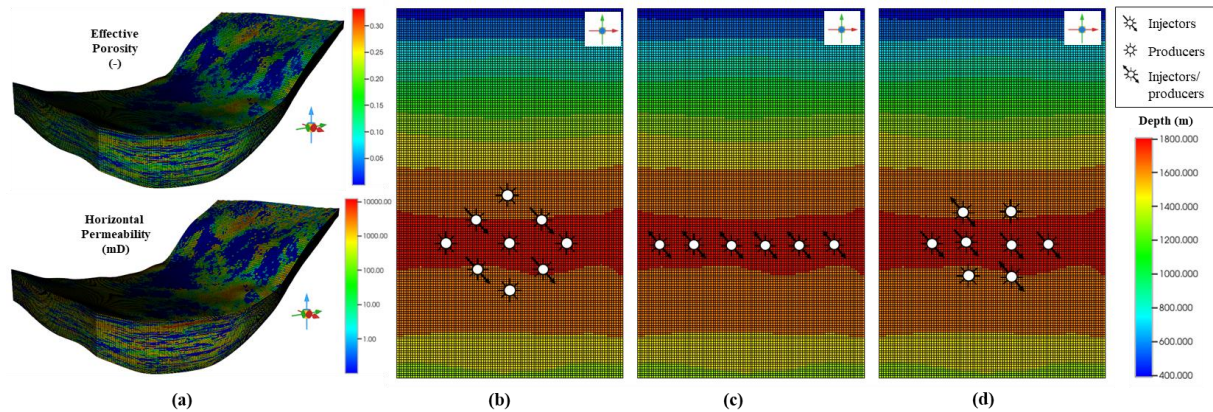 Effective
Porosity
(-)
0.30
0.25
0.20
0.15
0.10
0.05
Horizontal
Permeability
(mD)
10000.00
1000.00
100.00
10.00
1.00
Injectors
Producers
Injectors/
producers
Depth (m)
1800.000
1600.000
1400.000
1200.000
1000.000
800.000
600.000
400.000
(a)
(b)
(c)
(d)